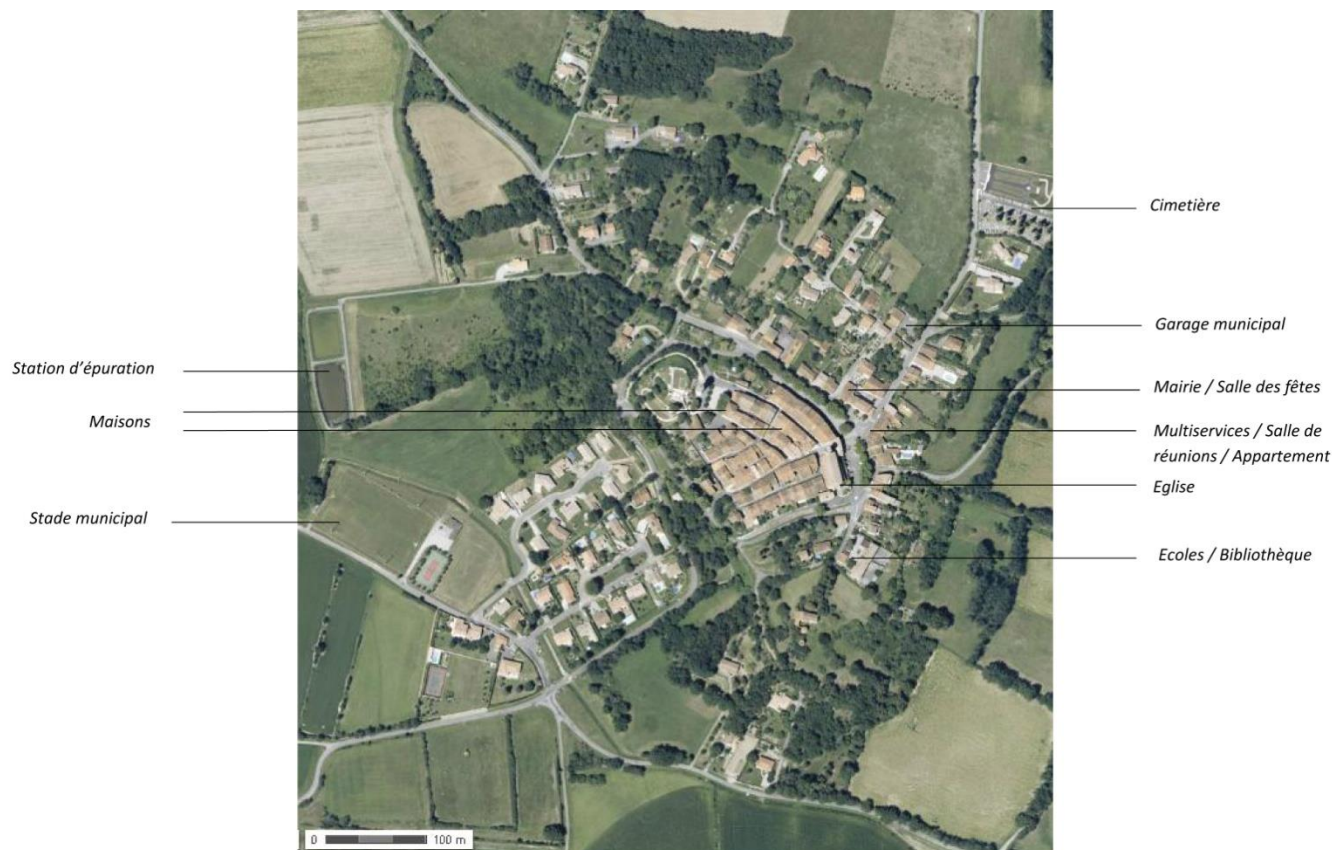 Cimetière
Garage municipal
Station d'épuration
Mairie / Salle des fêtes
Maisons
Multiservices / Salle de
réunions / Appartement
Eglise
Stade municipal
Ecoles / Bibliothèque
0 100 m